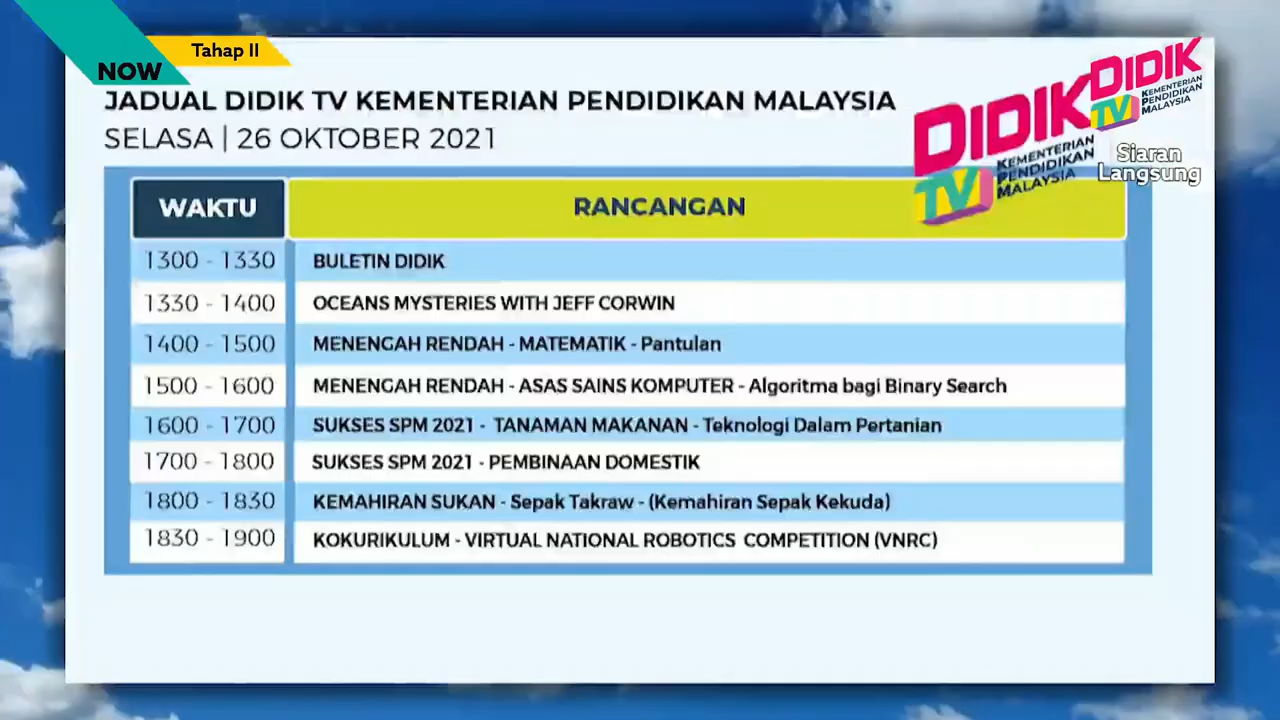 NOW
Tahap II
JADUAL DIDIK TV KEMENTERIAN PENDIDIKAN MALAYSIA
SELASA | 26 OKTOBER 2021
DIDIK
TV
KEMENTERIAN
PENDIDIKAN
MALAYSIA
DIDIK
TV
KEMENTERIAN
PENDIDIKAN
MALAYSIA
Siaran
Langsung
WAKTU RANCANGAN
1300 - 1330 BULETIN DIDIK
1330 - 1400 OCEANS MYSTERIES WITH JEFF CORWIN
1400 - 1500 MENENGAH RENDAH - MATEMATIK - Pantulan
1500 - 1600 MENENGAH RENDAH - ASAS SAINS KOMPUTER - Algoritma bagi Binary Search
1600 - 1700 SUKSES SPM 2021 - TANAMAN MAKANAN - Teknologi Dalam Pertanian
1700 - 1800 SUKSES SPM 2021 - PEMBINAAN DOMESTIK
1800 - 1830 KEMAHIRAN SUKAN - Sepak Takraw - (Kemahiran Sepak Kekuda)
1830 - 1900 KOKURIKULUM - VIRTUAL NATIONAL ROBOTICS COMPETITION (VNRC)